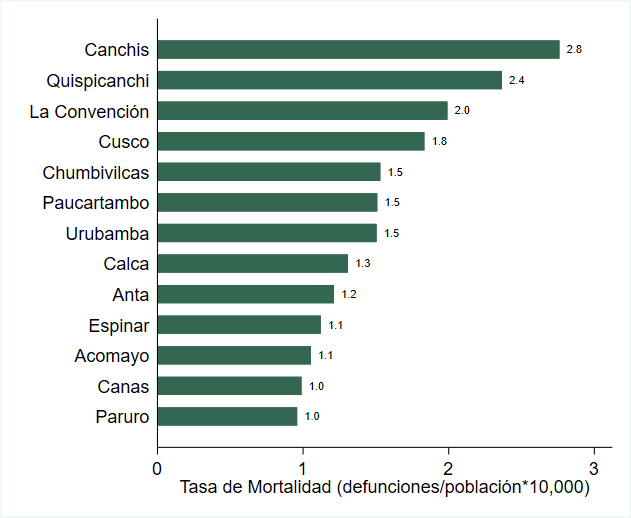 Canchis 2.8
Quispicanchi 2.4
La Convención 2.0
Cusco 1.8
Chumbivilcas 1.5
Paucartambo 1.5
Urubamba 1.5
Calca 1.3
Anta 1.2
Espinar 1.1
Acomayo 1.1
Canas 1.0
Paruro 1.0
0 1 2 3
Tasa de Mortalidad (defunciones/población*10,000)